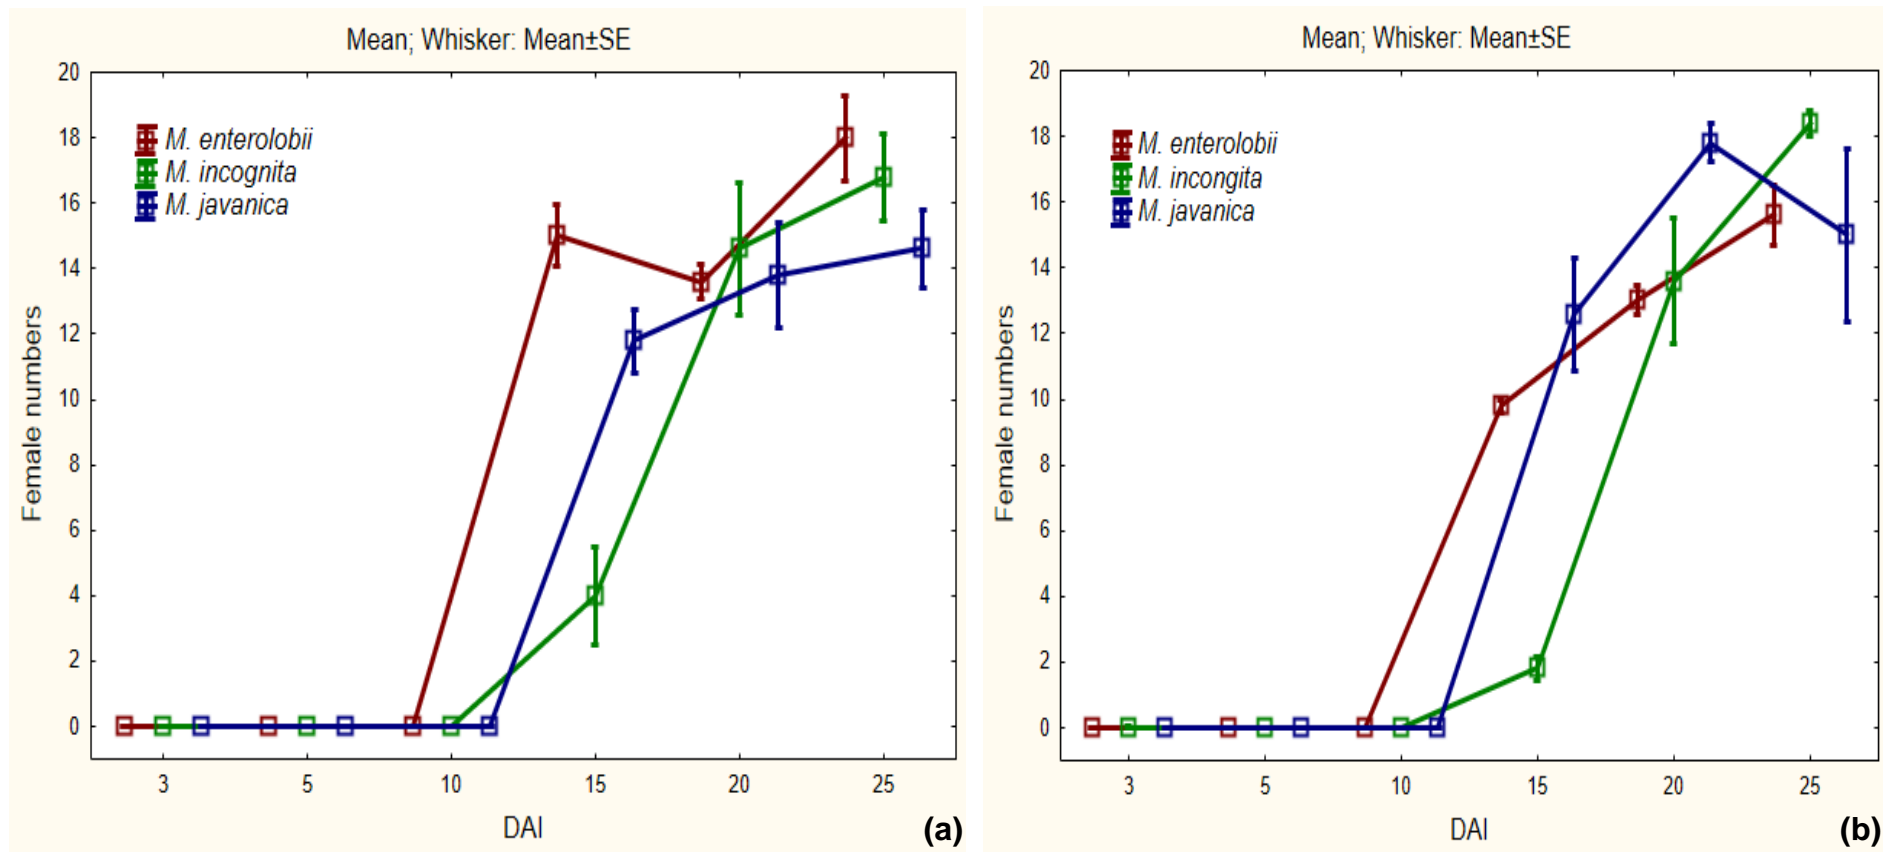 Mean; Whisker: Mean±SE
20
18
16
14
12
10
8
6
4
2
0
Female numbers
M. enterolobii
M. incognita
M. javanica
3 5 10 15 20 25
DAI
(a)
Mean; Whisker: Mean±SE
20
18
16
14
12
10
8
6
4
2
0
Female numbers
M. enterolobii
M. incongita
M. javanica
3 5 10 15 20 25
DAI
(b)